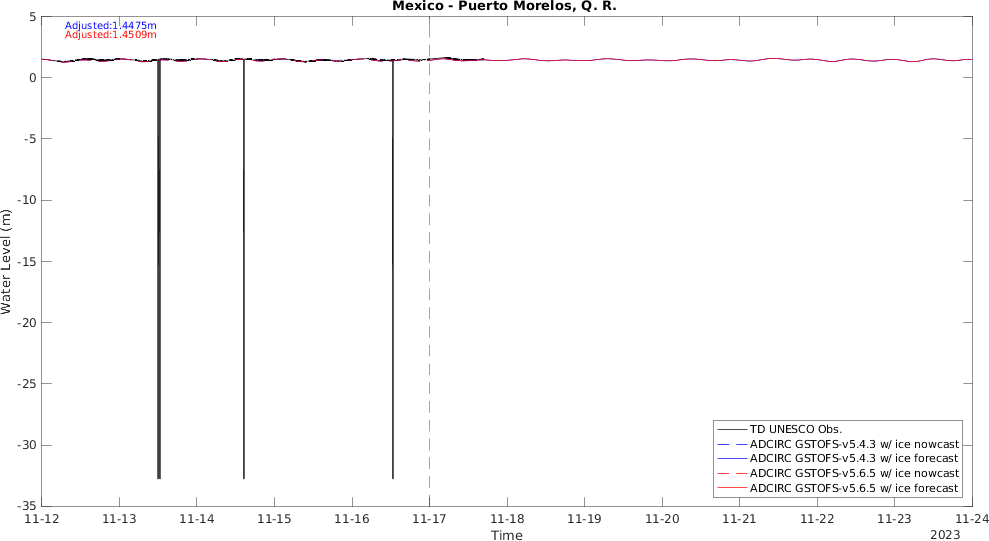 Mexico - Puerto Morelos, Q. R.
Adjusted:1.4475m
Adjusted:1.4509m
5
0
-5
-10
-15
-20
-25
-30
-35
Water Level (m)
TD UNESCO Obs.
ADCIRC GSTOFS-v5.4.3 w/ ice nowcast
ADCIRC GSTOFS-v5.4.3 w/ ice forecast
ADCIRC GSTOFS-v5.6.5 w/ ice nowcast
ADCIRC GSTOFS-v5.6.5 w/ ice forecast
11-12 11-13 11-14 11-15 11-16 11-17 11-18 11-19 11-20 11-21 11-22 11-23 11-24
Time
2023